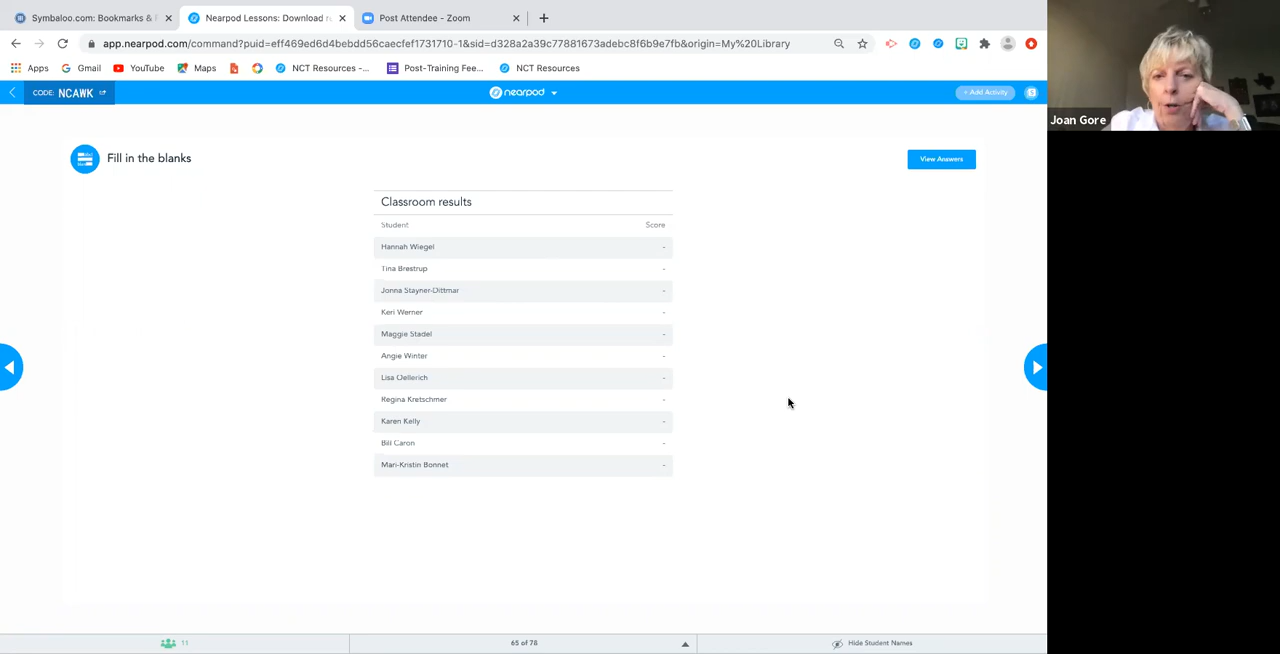 Symbaloo.com: Bookmarks &
Nearpod Lessons: Download r
Post Attendee - Zoom
app.nearpod.com/command?puid=eff469ed6d4bebdd56caecfef1731710-1&sid=d328a2a39c77881673adebc8f6b9e7fb&origin=My%20Library
Apps Gmail YouTube Maps NCT Resources -... Post-Training Fee... NCT Resources
CODE: NCAWK nearpod + Add Activity
Joan Gore
Fill in the blanks
View Answers
Classroom results
Student Score
Hannah Wiegel -
Tina Brestrup -
Jonna Stayner-Dittmar -
Keri Werner -
Maggie Stadel -
Angie Winter -
Lisa Oellerich -
Regina Kretschmer -
Karen Kelly -
Bill Caron -
Mari-Kristin Bonnet -
11 65 of 78 Hide Student Names